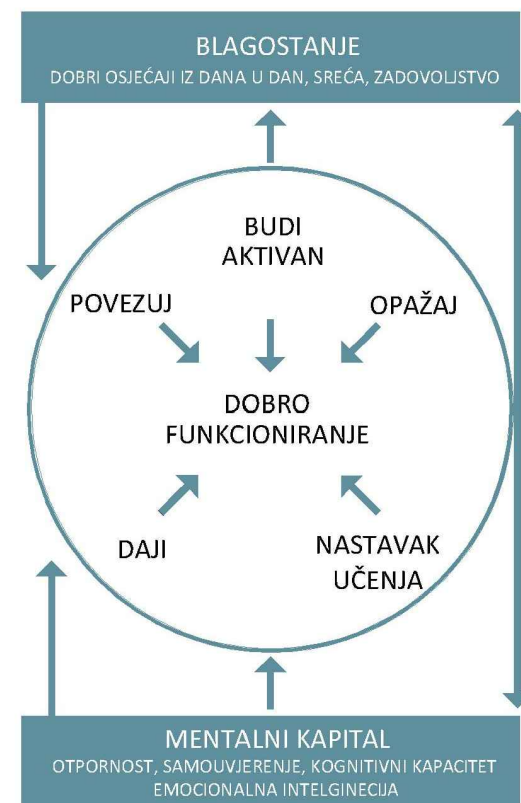 BLAGOSTANJE
DOBRI OSJEĆAJI IZ DANA U DAN, SREĆA, ZADOVOLJSTVO
BUDI
AKTIVAN
POVEZUJ
OPAŽAJ
DOBRO
FUNKCIONIRANJE
DAJI
NASTAVAK
UČENJA
MENTALNI KAPITAL
OTPORNOST, SAMOUVJERENJE, KOGNITIVNI KAPACITET
EMOCIONALNA INTELGINECIJA